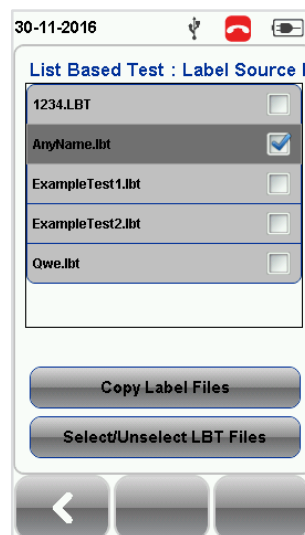 30-11-2016
List Based Test : Label Source
1234.LBT
AnyName.lbt
ExampleTest1.lbt
ExampleTest2.lbt
Qwe.lbt
Copy Label Files
Select/Unselect LBT Files